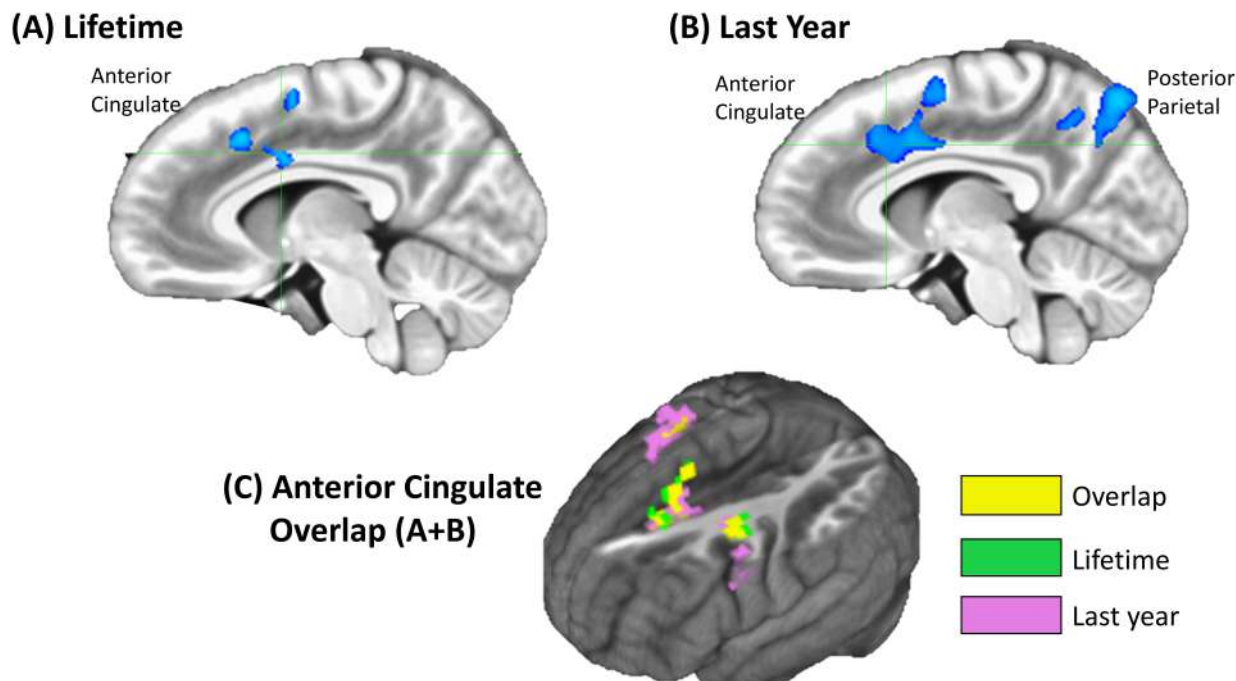 (A) Lifetime
Anterior
Cingulate
(B) Last Year
Anterior
Cingulate
Posterior
Parietal
(C) Anterior Cingulate
Overlap (A+B)
Overlap
Lifetime
Last year